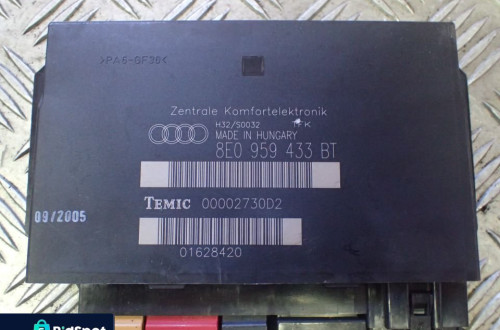 >PA6-GF30<
Zentrale Komfortelektronik
H32/S0032
MADE IN HUNGARY
8E0 959 433 BT
TEMIC 00002730D2
09/2005
01628420
BidSpot